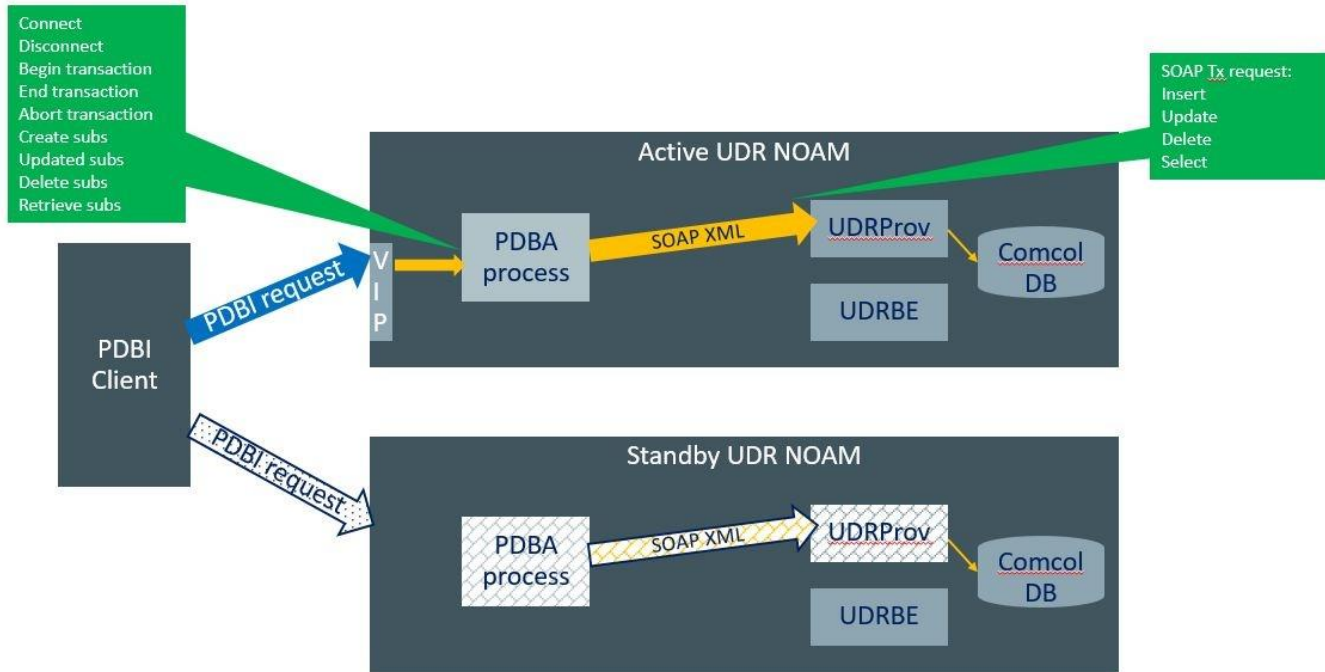 Connect
Disconnect
Begin transaction
End transaction
Abort transaction
Create subs
Updated subs
Delete subs
Retrieve subs
SOAP Tx request:
Insert
Update
Delete
Select
Active UDR NOAM
PDBI
Client
PDBI request
V
I
P
PDBA
process
SOAP XML
UDRProv
UDRBE
Comcol
DB
PDBI request
Standby UDR NOAM
PDBA
process
SOAP XML
UDRProv
UDRBE
Comcol
DB